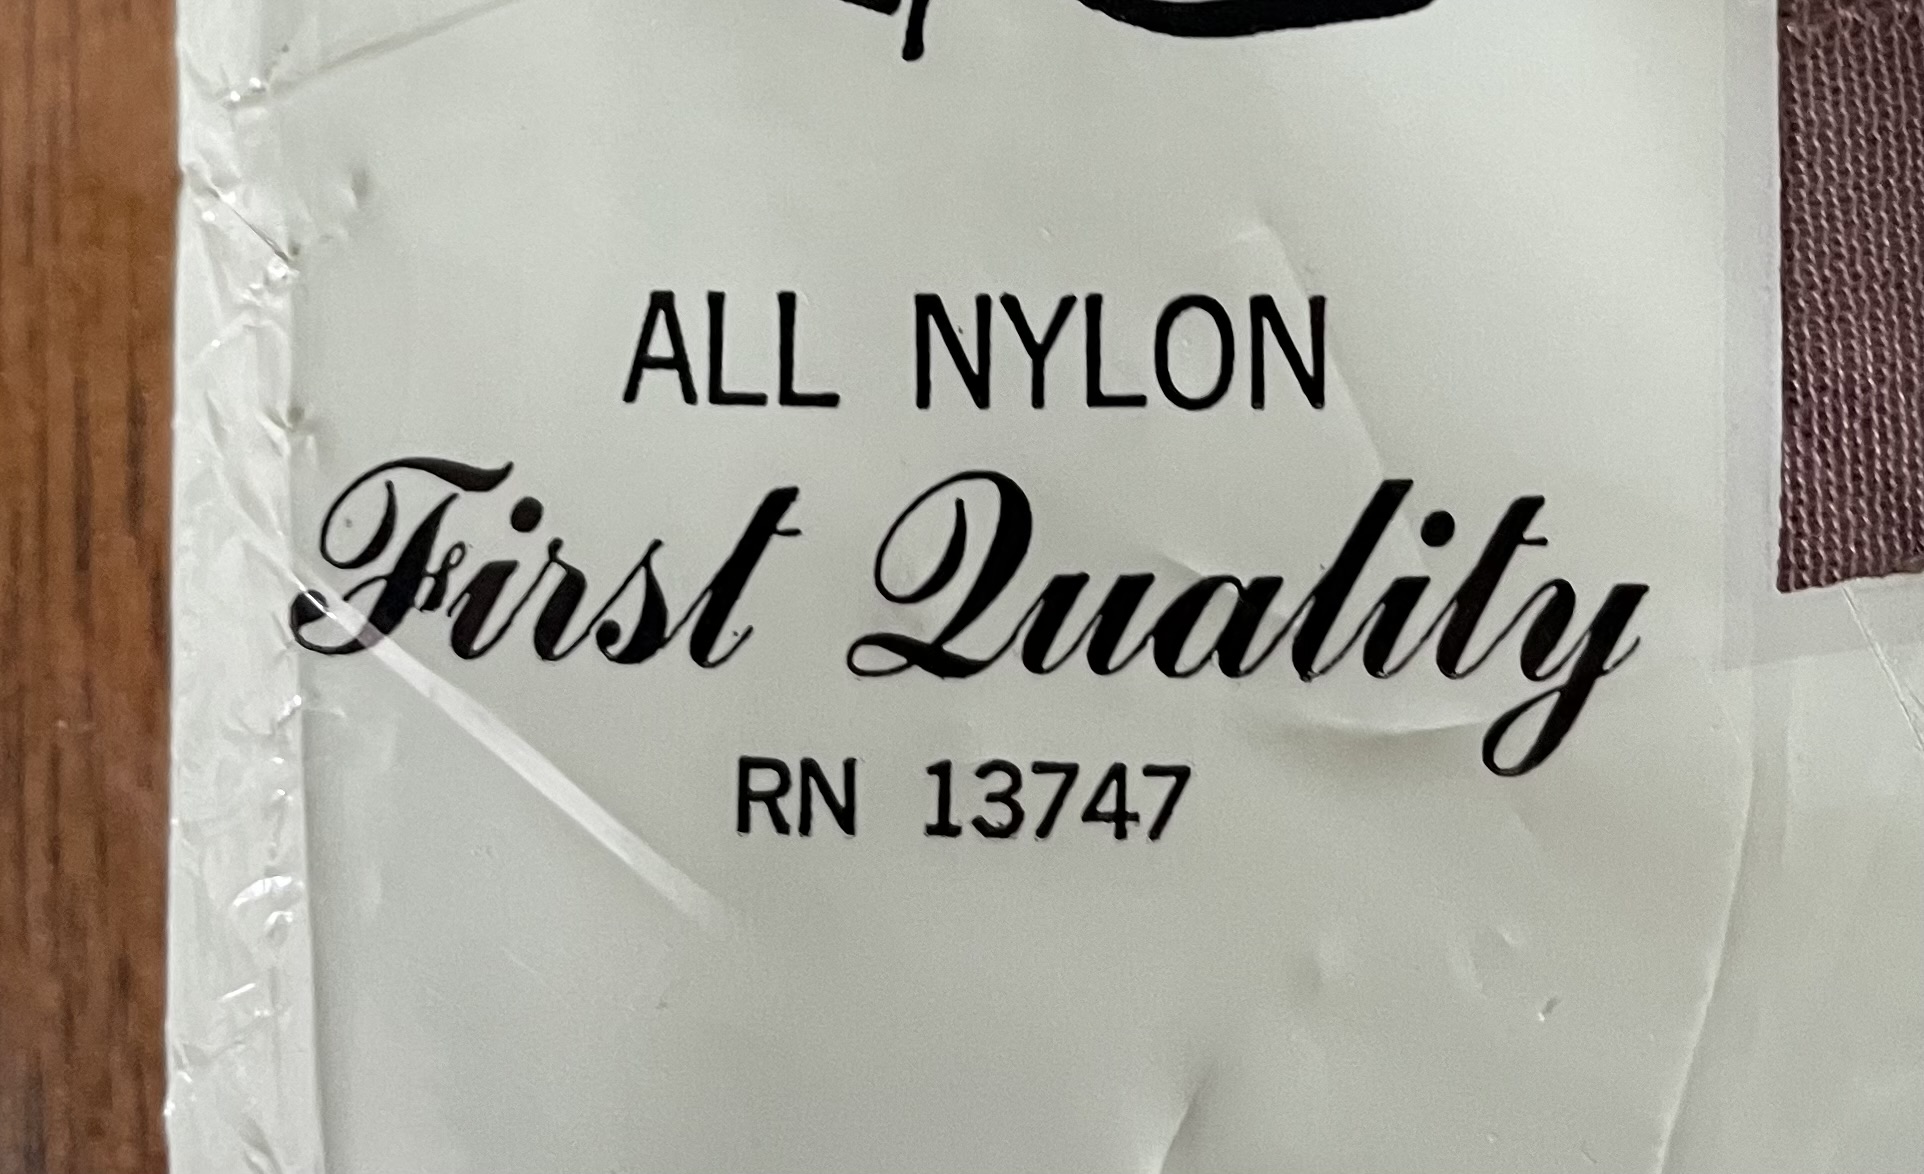 ALL NYLON
First Quality
RN 13747